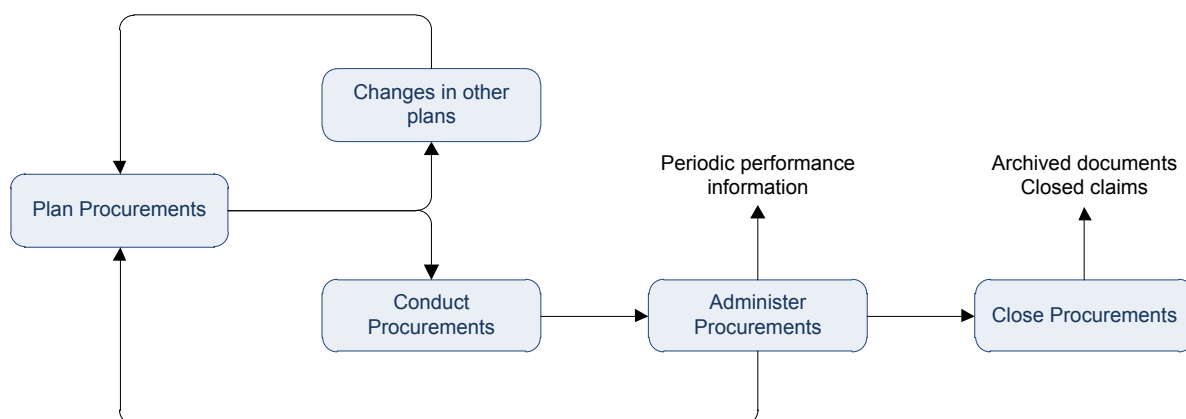 Changes in other
plans
Periodic performance
information
Archived documents
Closed claims
Plan Procurements
Conduct
Procurements
Administer
Procurements
Close Procurements